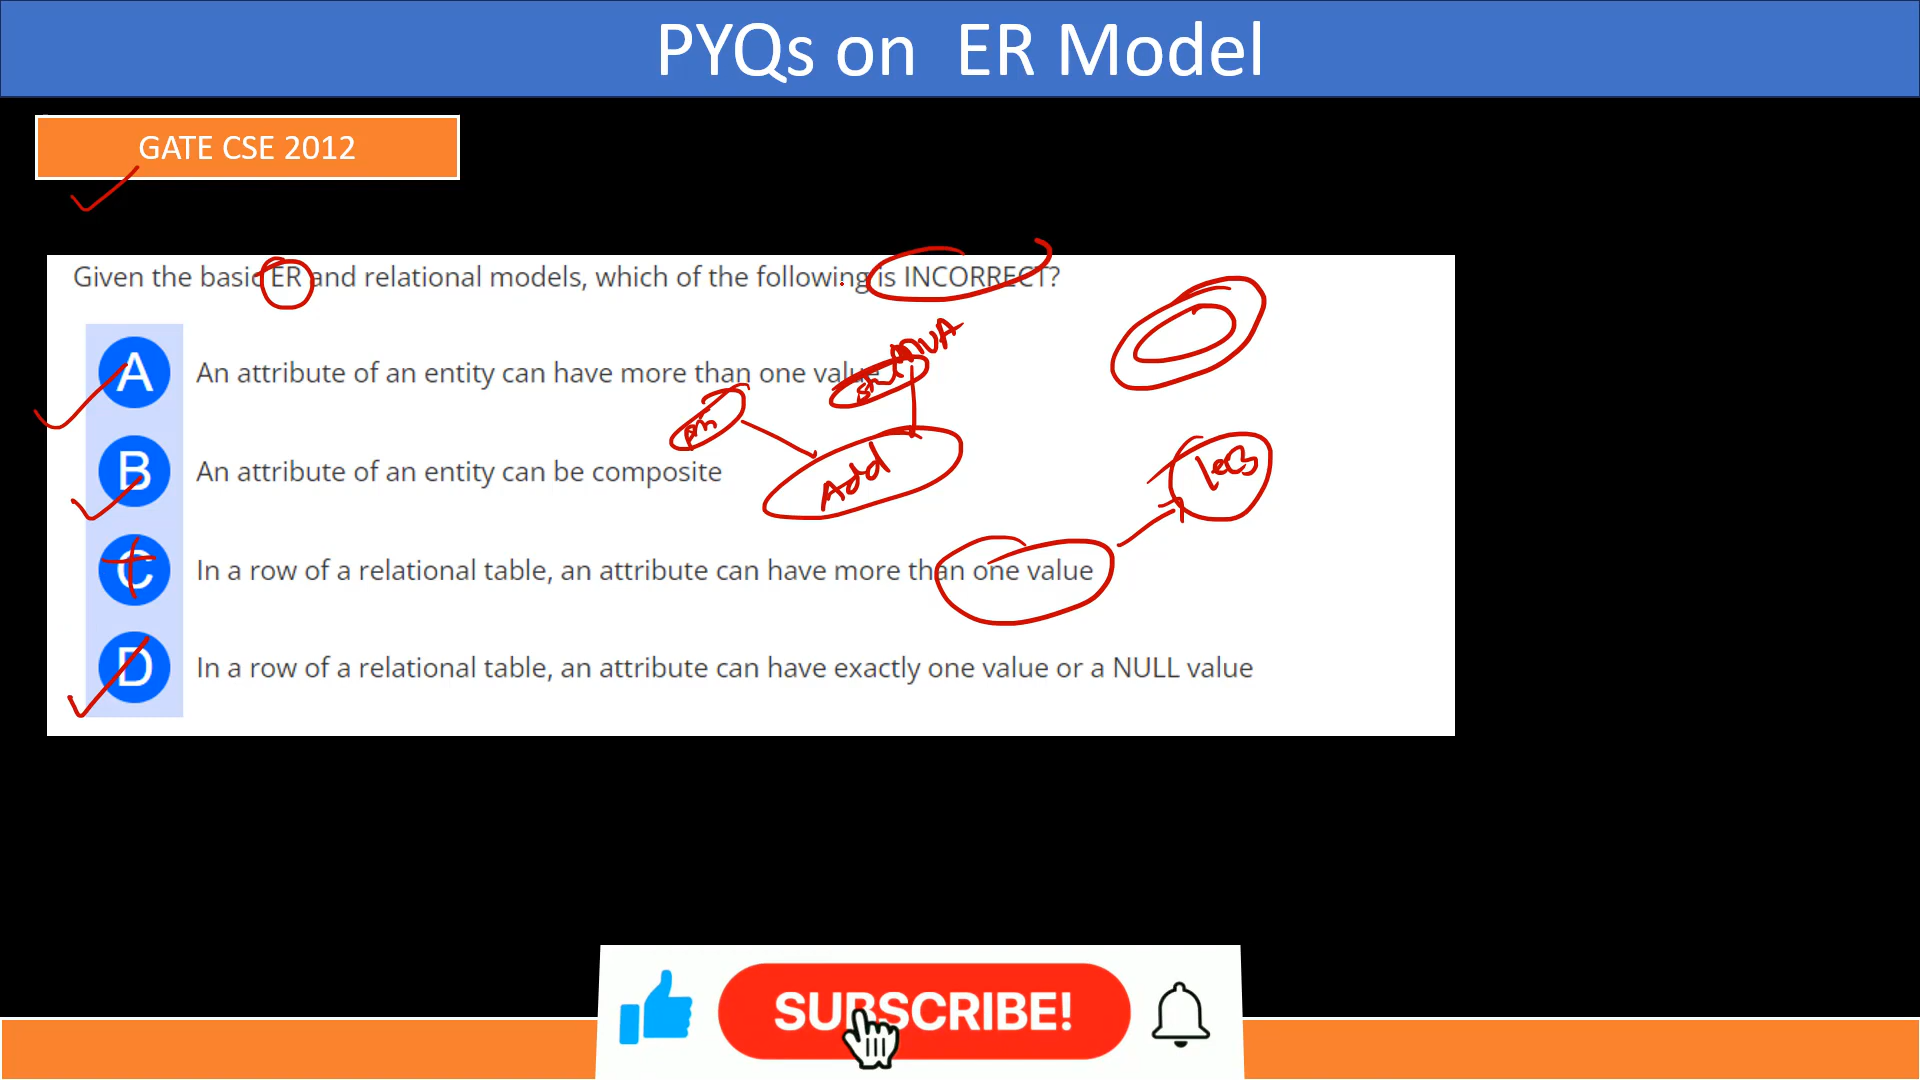 PYQs on ER Model
GATE CSE 2012
Given the basic ER and relational models, which of the following is INCORRECT?
MVA
A An attribute of an entity can have more than one value
B An attribute of an entity can be composite
Add
C In a row of a relational table, an attribute can have more than one value
D In a row of a relational table, an attribute can have exactly one value or a NULL value
SUBSCRIBE!